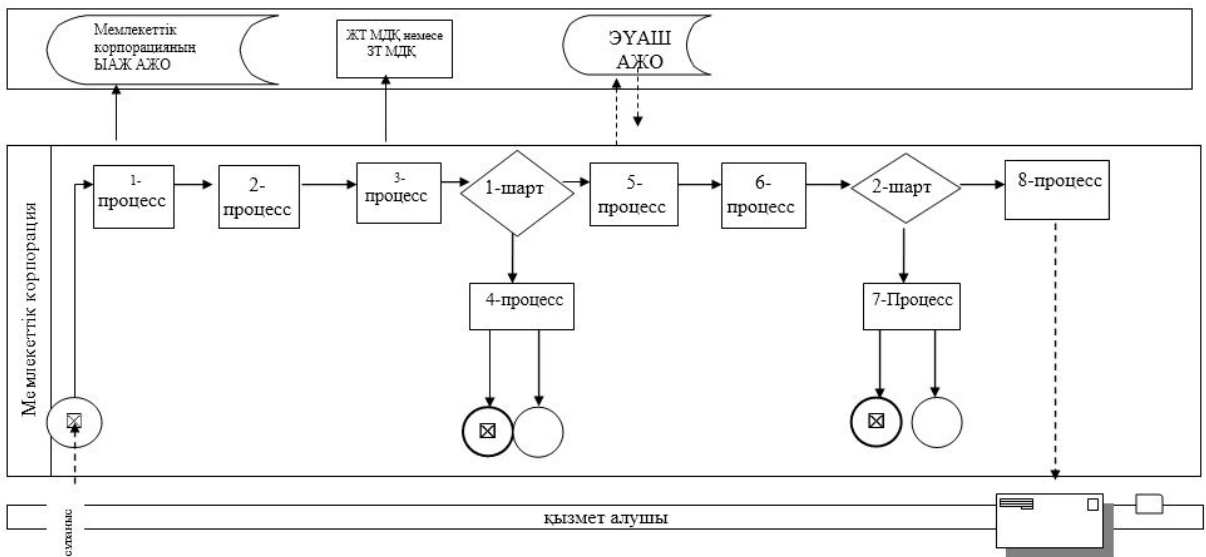 Мемлекеттік
корпорацияның
ЫАЖ АЖО
ЖТ МДҚ немесе
ЗТ МДҚ
ЭҮАШ
АЖО
Мемлекеттік корпорация
1-
процесс
2-
процесс
3-
процесс
1-шарт
5-
процесс
6-
процесс
2-шарт
8-процесс
4-процесс
7-Процесс
сұраныс
қызмет алушы